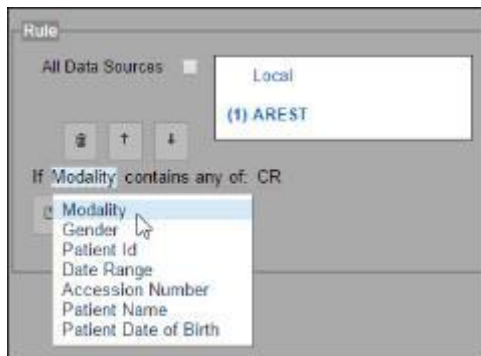 Rule
All Data Sources
Local
(1) AREST
If Modality contains any of: CR
Modality
Gender
Patient Id
Date Range
Accession Number
Patient Name
Patient Date of Birth